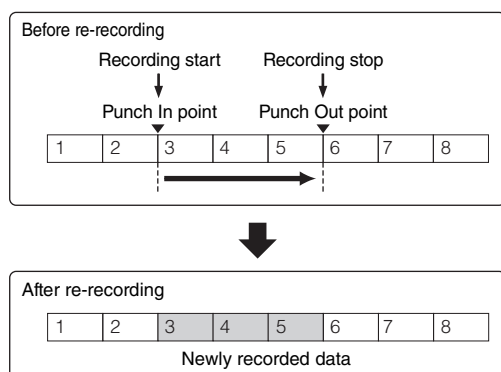 Before re-recording
Recording start Recording stop
Punch In point Punch Out point
1 2 3 4 5 6 7 8
After re-recording
1 2 3 4 5 6 7 8
Newly recorded data